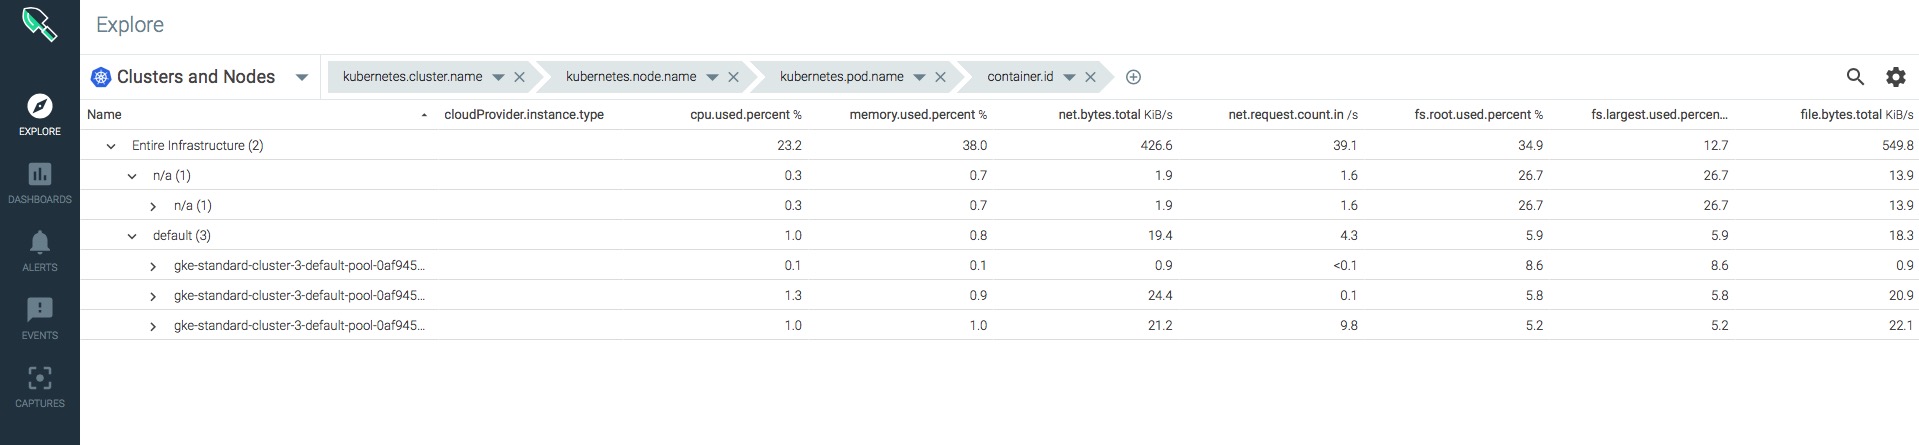 Explore
Clusters and Nodes kubernetes.cluster.name kubernetes.node.name kubernetes.pod.name container.id
EXPLORE
DASHBOARDS
ALERTS
EVENTS
CAPTURES
Name cloudProvider.instance.type cpu.used.percent % memory.used.percent % net.bytes.total KiB/s net.request.count.in /s fs.root.used.percent % fs.largest.used.percen... file.bytes.total KiB/s
Entire Infrastructure (2) 23.2 38.0 426.6 39.1 34.9 12.7 549.8
n/a (1) 0.3 0.7 1.9 1.6 26.7 26.7 13.9
n/a (1) 0.3 0.7 1.9 1.6 26.7 26.7 13.9
default (3) 1.0 0.8 19.4 4.3 5.9 5.9 18.3
gke-standard-cluster-3-default-pool-0af945... 0.1 0.1 0.9 <0.1 8.6 8.6 0.9
gke-standard-cluster-3-default-pool-0af945... 1.3 0.9 24.4 0.1 5.8 5.8 20.9
gke-standard-cluster-3-default-pool-0af945... 1.0 1.0 21.2 9.8 5.2 5.2 22.1